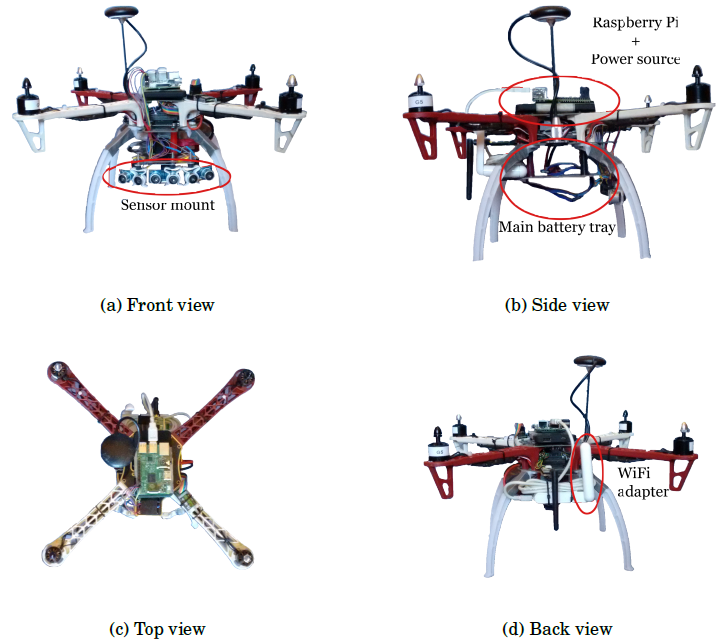 Raspberry Pi
+
Power source
Sensor mount
Main battery tray
(a) Front view
(b) Side view
WiFi
adapter
(c) Top view
(d) Back view